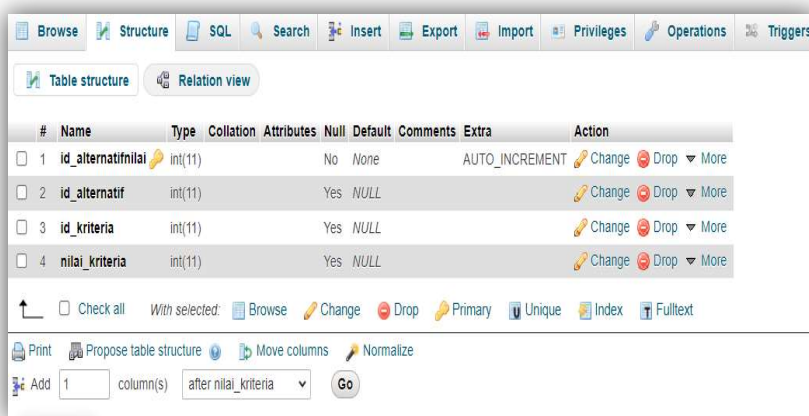 Browse Structure SQL Search Insert Export Import Privileges Operations Triggers
Table structure Relation view
# Name Type Collation Attributes Null Default Comments Extra Action
1 id_alternatifnilai int(11) No None AUTO_INCREMENT Change Drop More
2 id_alternatif int(11) Yes NULL Change Drop More
3 id_kriteria int(11) Yes NULL Change Drop More
4 nilai_kriteria int(11) Yes NULL Change Drop More
Check all With selected: Browse Change Drop Primary Unique Index Fulltext
Print Propose table structure Move columns Normalize
Add 1 column(s) after nilai_kriteria Go